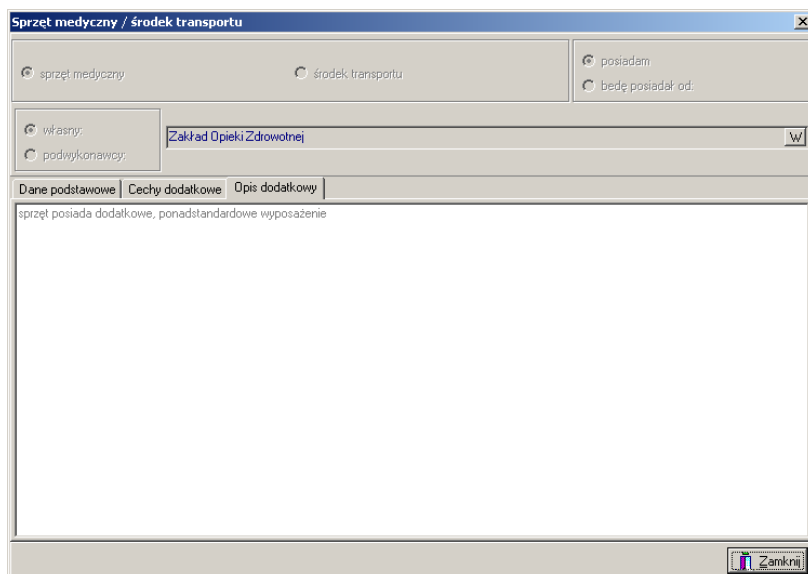 Sprzęt medyczny / środek transportu
sprzęt medyczny
środek transportu
posiadam
bedę posiadał od:
własny:
podwykonawcy:
Zakład Opieki Zdrowotnej
W
Dane podstawowe
Cechy dodatkowe
Opis dodatkowy
sprzęt posiada dodatkowe, ponadstandardowe wyposażenie
Zamknij